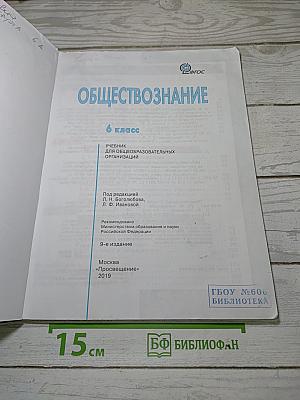 ФГОС
ОБЩЕСТВОЗНАНИЕ
6 класс
УЧЕБНИК
ДЛЯ ОБЩЕОБРАЗОВАТЕЛЬНЫХ
ОРГАНИЗАЦИЙ
Под редакцией
Л. Н. Боголюбова,
Л. Ф. Ивановой
Рекомендовано
Министерством образования и науки
Российской Федерации
9-е издание
Москва
«Просвещение»
2019
ГБОУ №606
БИБЛИОТЕКА
15 см
БФ БИБЛИОФАН